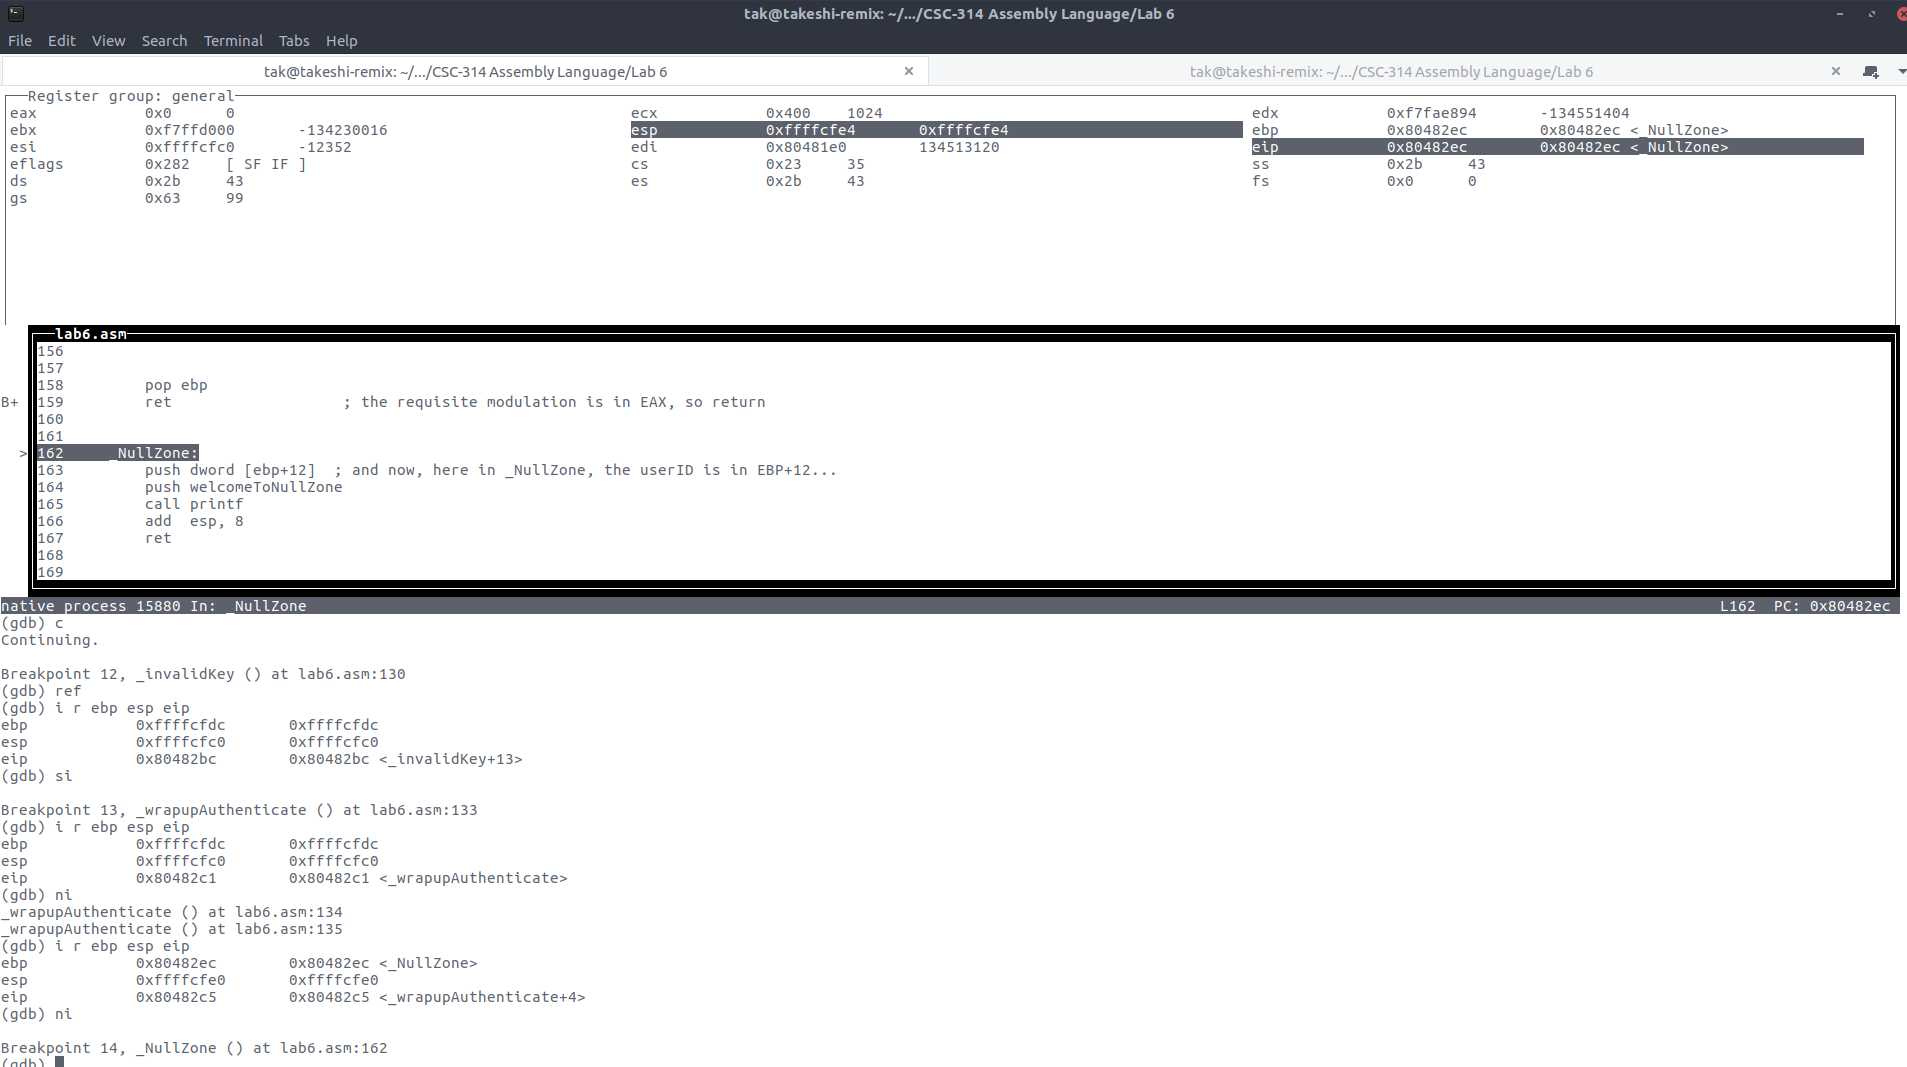 tak@takeshi-remix: ~/.../CSC-314 Assembly Language/Lab 6
File Edit View Search Terminal Tabs Help
tak@takeshi-remix: ~/.../CSC-314 Assembly Language/Lab 6 tak@takeshi-remix: ~/.../CSC-314 Assembly Language/Lab 6
Register group: general
eax 0x0 0 ecx 0x400 1024 edx 0xf7fae894 -134551404
ebx 0xf7ffd000 -134230016 esp 0xffffcfe4 0xffffcfe4 ebp 0x80482ec 0x80482ec <_NullZone>
esi 0xffffcfc0 -12352 edi 0x80481e0 134513120 eip 0x80482ec 0x80482ec <_NullZone>
eflags 0x282 [ SF IF ] cs 0x23 35 ss 0x2b 43
ds 0x2b 43 es 0x2b 43 fs 0x0 0
gs 0x63 99
lab6.asm
156
157
158 pop ebp
B+ 159 ret ; the requisite modulation is in EAX, so return
160
161
> 162 _NullZone:
163 push dword [ebp+12] ; and now, here in _NullZone, the userID is in EBP+12...
164 push welcomeToNullZone
165 call printf
166 add esp, 8
167 ret
168
169
native process 15880 In: _NullZone L162 PC: 0x80482ec
(gdb) c
Continuing.
Breakpoint 12, _invalidKey () at lab6.asm:130
(gdb) ref
(gdb) i r ebp esp eip
ebp 0xffffcfdc 0xffffcfdc
esp 0xffffcfc0 0xffffcfc0
eip 0x80482bc 0x80482bc <_invalidKey+13>
(gdb) si
Breakpoint 13, _wrapupAuthenticate () at lab6.asm:133
(gdb) i r ebp esp eip
ebp 0xffffcfdc 0xffffcfdc
esp 0xffffcfc0 0xffffcfc0
eip 0x80482c1 0x80482c1 <_wrapupAuthenticate>
(gdb) ni
_wrapupAuthenticate () at lab6.asm:134
_wrapupAuthenticate () at lab6.asm:135
(gdb) i r ebp esp eip
ebp 0x80482ec 0x80482ec <_NullZone>
esp 0xffffcfe0 0xffffcfe0
eip 0x80482c5 0x80482c5 <_wrapupAuthenticate+4>
(gdb) ni
Breakpoint 14, _NullZone () at lab6.asm:162
(gdb)